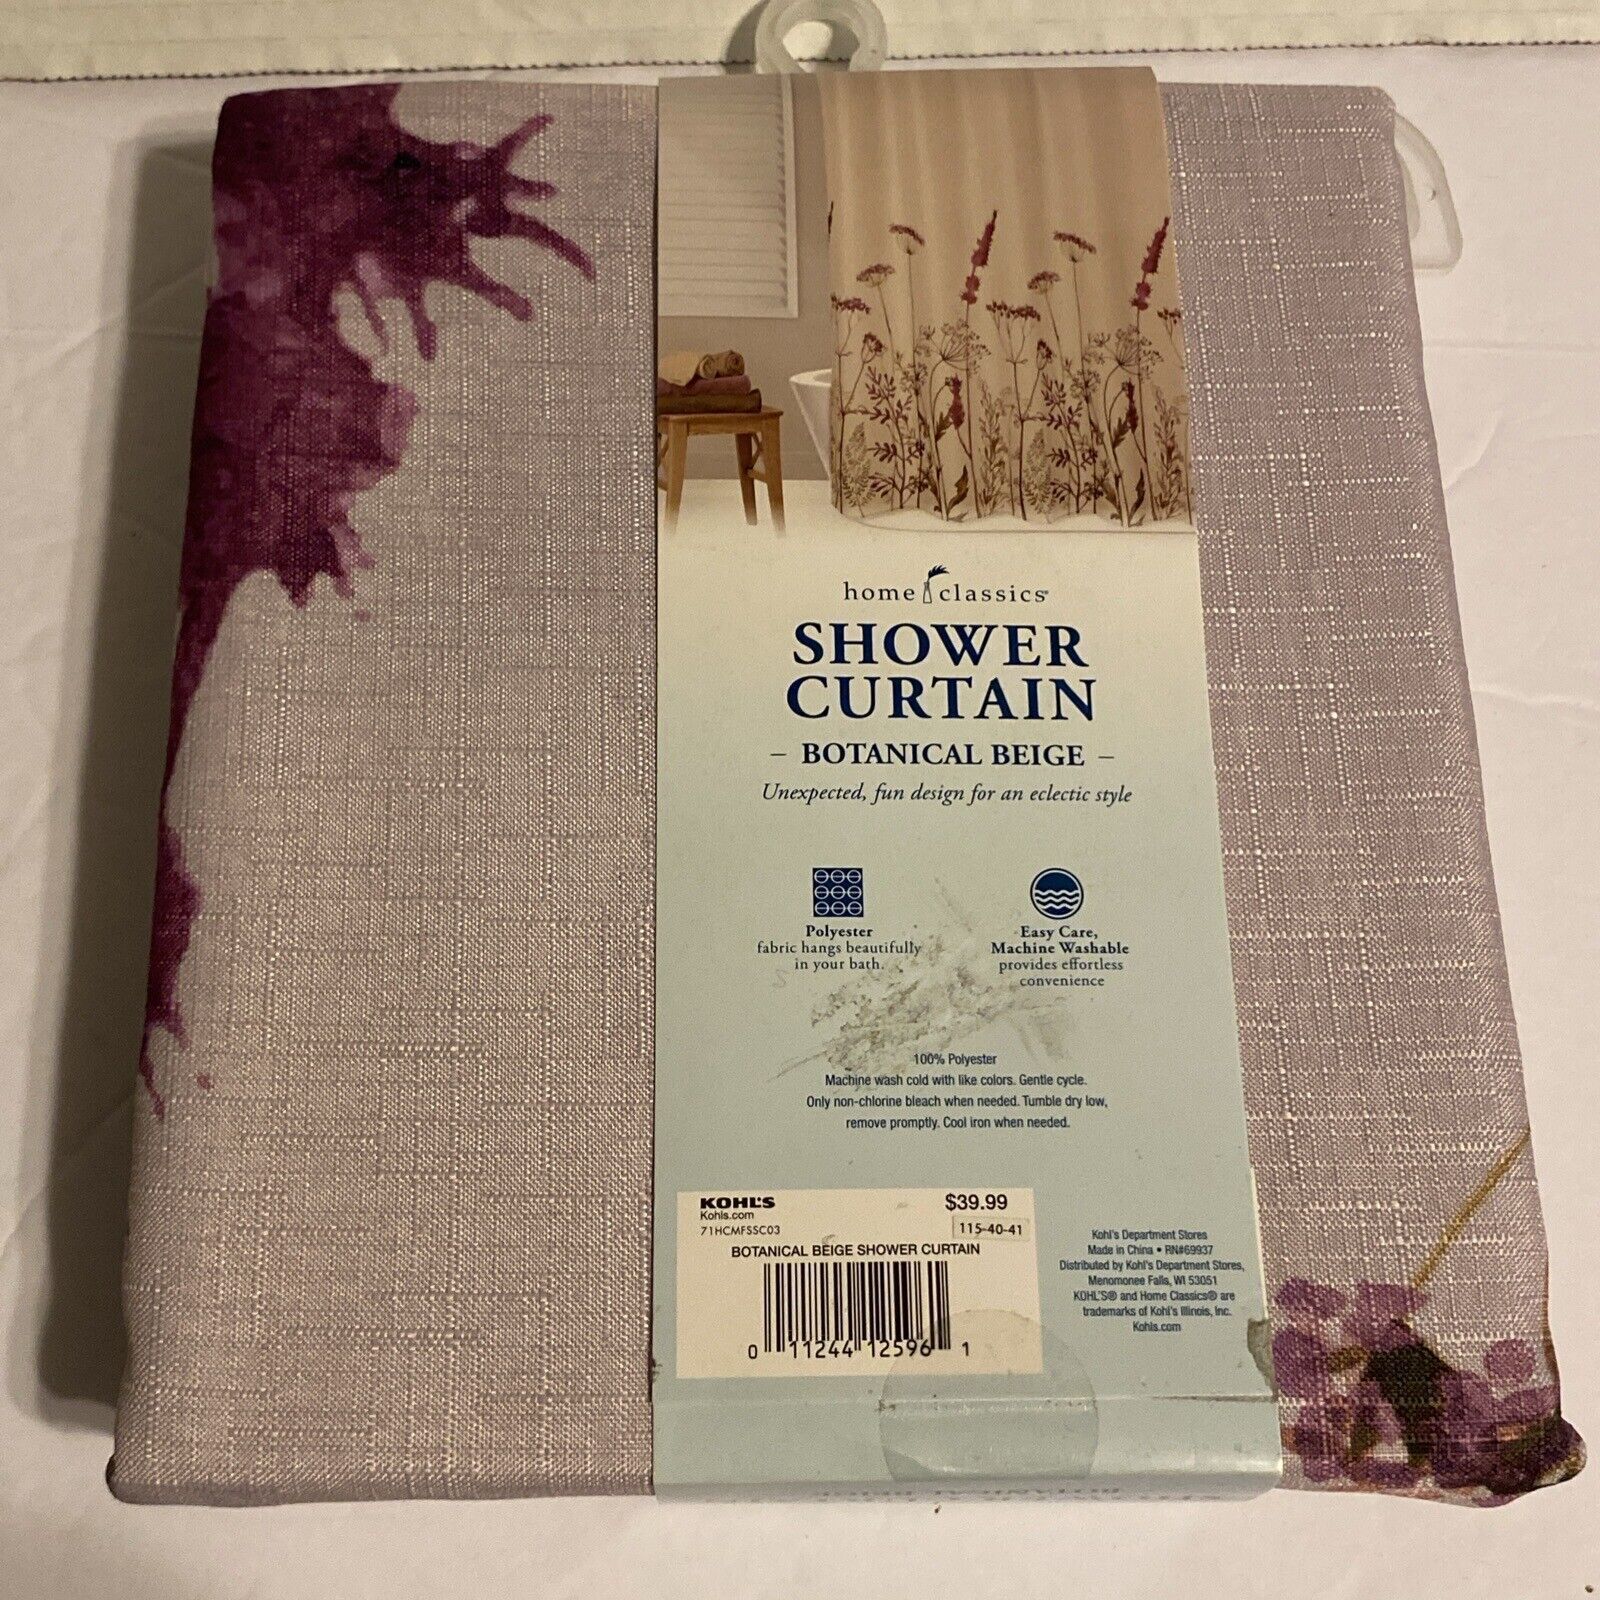 home classics®
SHOWER
CURTAIN
– BOTANICAL BEIGE –
Unexpected, fun design for an eclectic style
Polyester
fabric hangs beautifully
in your bath.
Easy Care,
Machine Washable
provides effortless
convenience
100% Polyester
Machine wash cold with like colors. Gentle cycle.
Only non-chlorine bleach when needed. Tumble dry low,
remove promptly. Cool iron when needed.
KOHL'S
Kohls.com
71HCMFSSC03
$39.99
115-40-41
BOTANICAL BEIGE SHOWER CURTAIN
0 11244 12596 1
Kohl's Department Stores
Made in China • RN#69937
Distributed by Kohl's Department Stores,
Menomonee Falls, WI 53051
KOHL'S® and Home Classics® are
trademarks of Kohl's Illinois, Inc.
Kohls.com